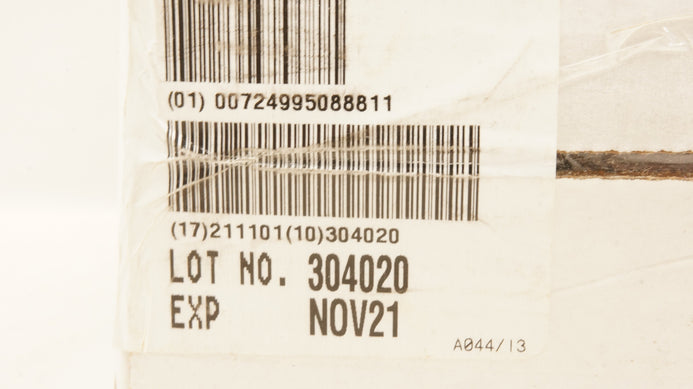 (01) 00724995088811
(17)211101(10)304020
LOT NO. 304020
EXP NOV21
A044/13